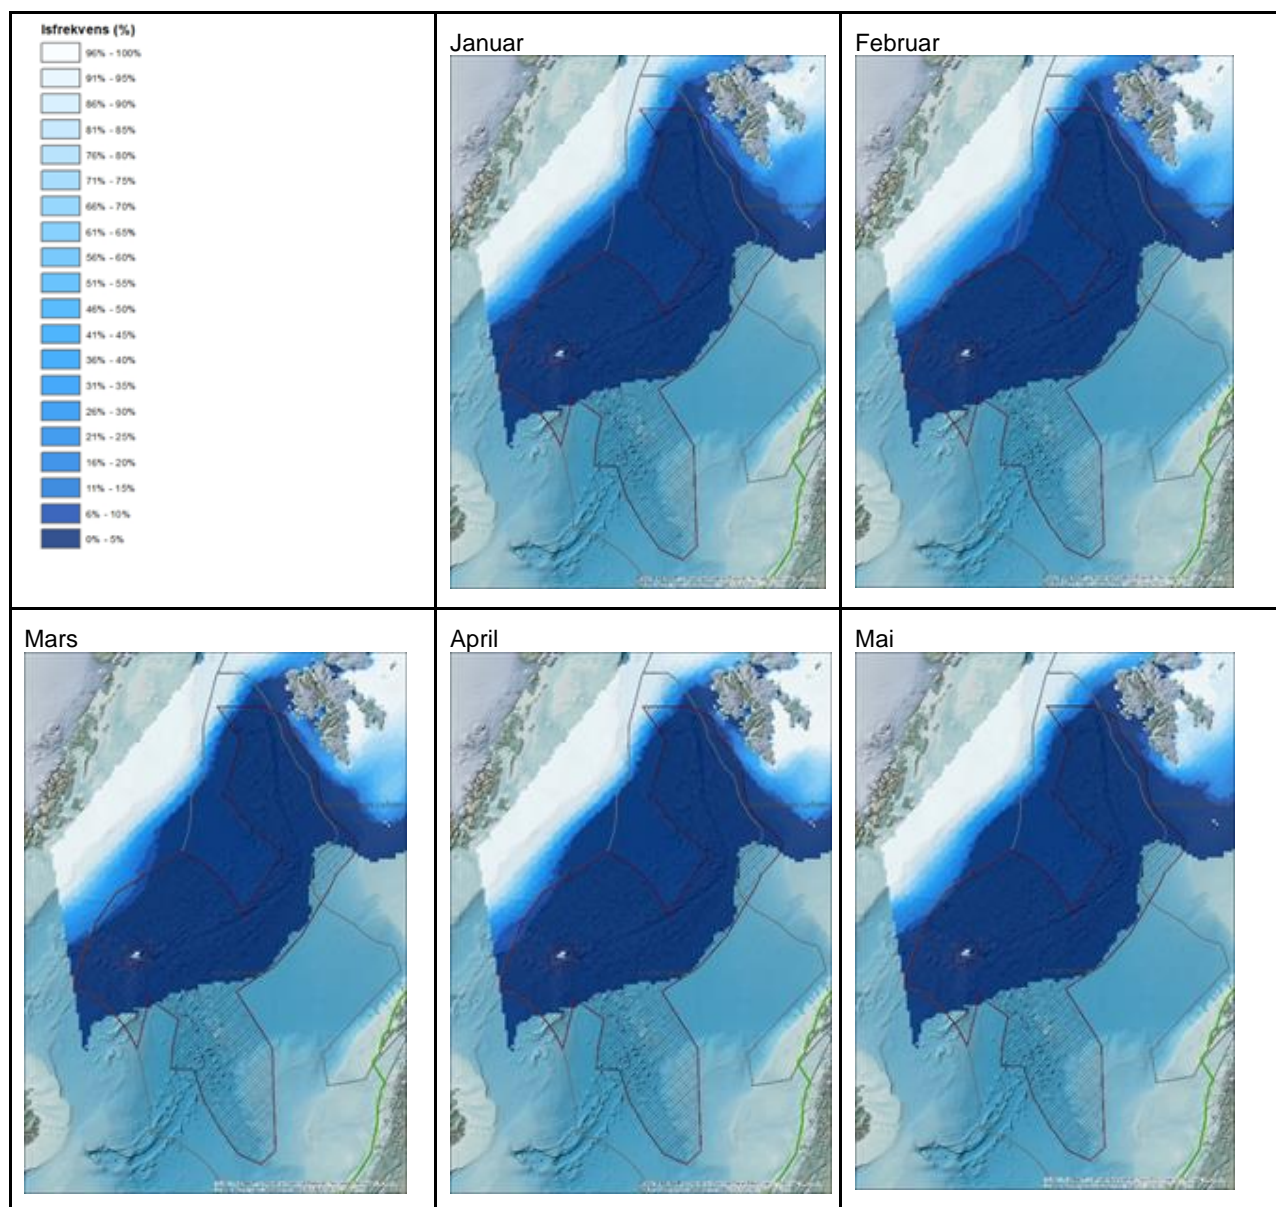 Isfrekvens (%)
96% - 100%
91% - 95%
86% - 90%
81% - 85%
76% - 80%
71% - 75%
66% - 70%
61% - 65%
56% - 60%
51% - 55%
46% - 50%
41% - 45%
36% - 40%
31% - 35%
26% - 30%
21% - 25%
16% - 20%
11% - 15%
6% - 10%
0% - 5%
Januar
Februar
Mars
April
Mai